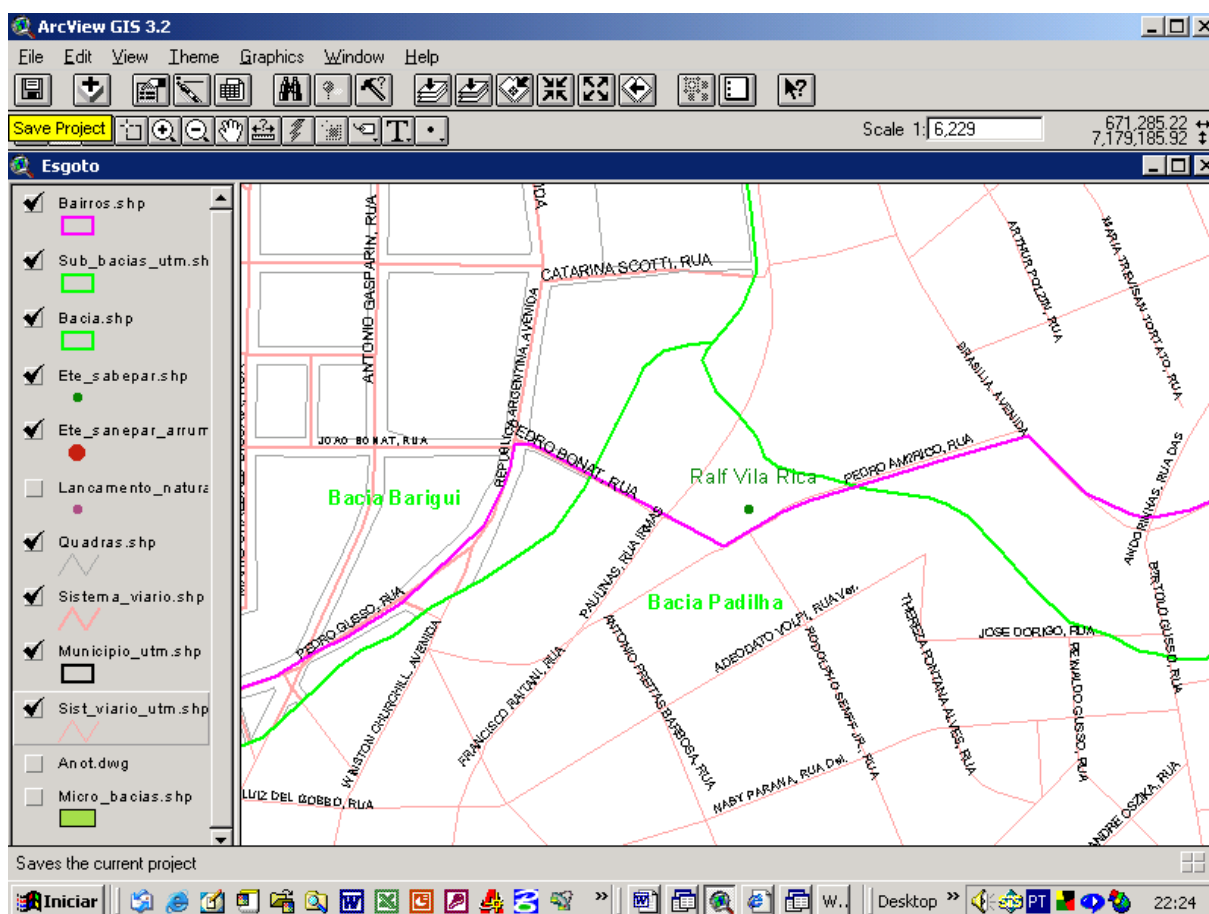 ArcView GIS 3.2
File Edit View Theme Graphics Window Help
Save Project
Scale 1: 6,229
671,285.22
7,179,185.92
Esgoto
Bairros.shp
Sub_bacias_utm.sh
Bacia.shp
Ete_sabepar.shp
Ete_sanepar_arrum
Lancamento_natura
Quadras.shp
Sistema_viario.shp
Municipio_utm.shp
Sist_viario_utm.shp
Anot.dwg
Micro_bacias.shp
ANTONIO GASPARIN, RUA
CATARINA SCOTTI, RUA
REPUBLICA ARGENTINA, AVENIDA
ARTHUR POLZIN, RUA
MARIA TREVISAN TORTATO, RUA
BRASILIA, AVENIDA
JOAO BONAT, RUA
PEDRO BONAT, RUA
Ralf Vila Rica
PEDRO AMRICO, RUA
Bacia Barigui
ANDORINHAS, RUA DAS
PAULINAS, RUA IRMAS
Bacia Padilha
PEDRO GUSSO, RUA
ADEODATO VOLPI, RUA Ver.
BERTOLO GUSSO, RUA
JOSE DORIGO, RUA
WINSTON CHURCHILL, AVENIDA
FRANCISCO RAITANI, RUA
ANTONIO FREITAS BARBOSA, RUA
RODOLPHO SENFF JR., RUA
THEREZA FONTANA ALVES, RUA
REINALDO GUSSO, RUA
NABY PARANA, RUA Del.
LUIZ DEL GOBBO, RUA
ANDRE OSZIKA, RUA
Saves the current project
Iniciar
W..
Desktop
PT
22:24